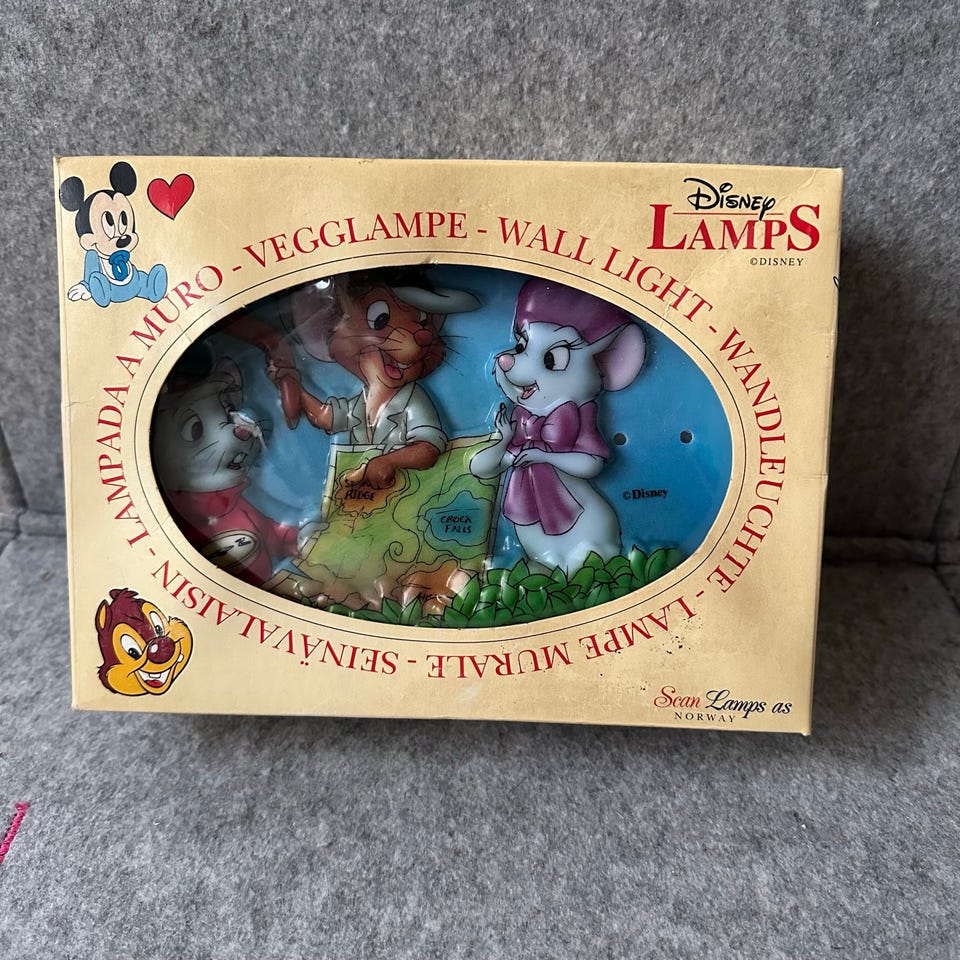 Disney
LAMPS
©DISNEY
LAMPADA A MURO - VEGGLAMPE - WALL LIGHT - WANDLEUCHTE - LAMPE MURALE - SEINÄVALAISIN -
RIDGE
CROCK
FALLS
©Disney
Scan Lamps as
NORWAY